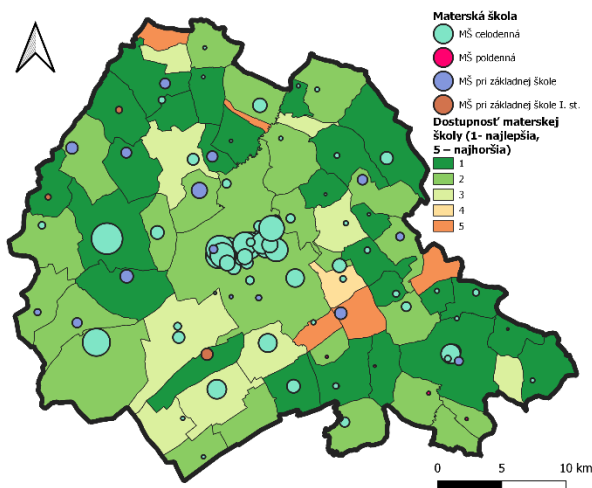 Materská škola
MŠ celodenná
MŠ poldenná
MŠ pri základnej škole
MŠ pri základnej škole I. st.
Dostupnosť materskej
školy (1- najlepšia,
5 – najhoršia)
1
2
3
4
5
0 5 10 km